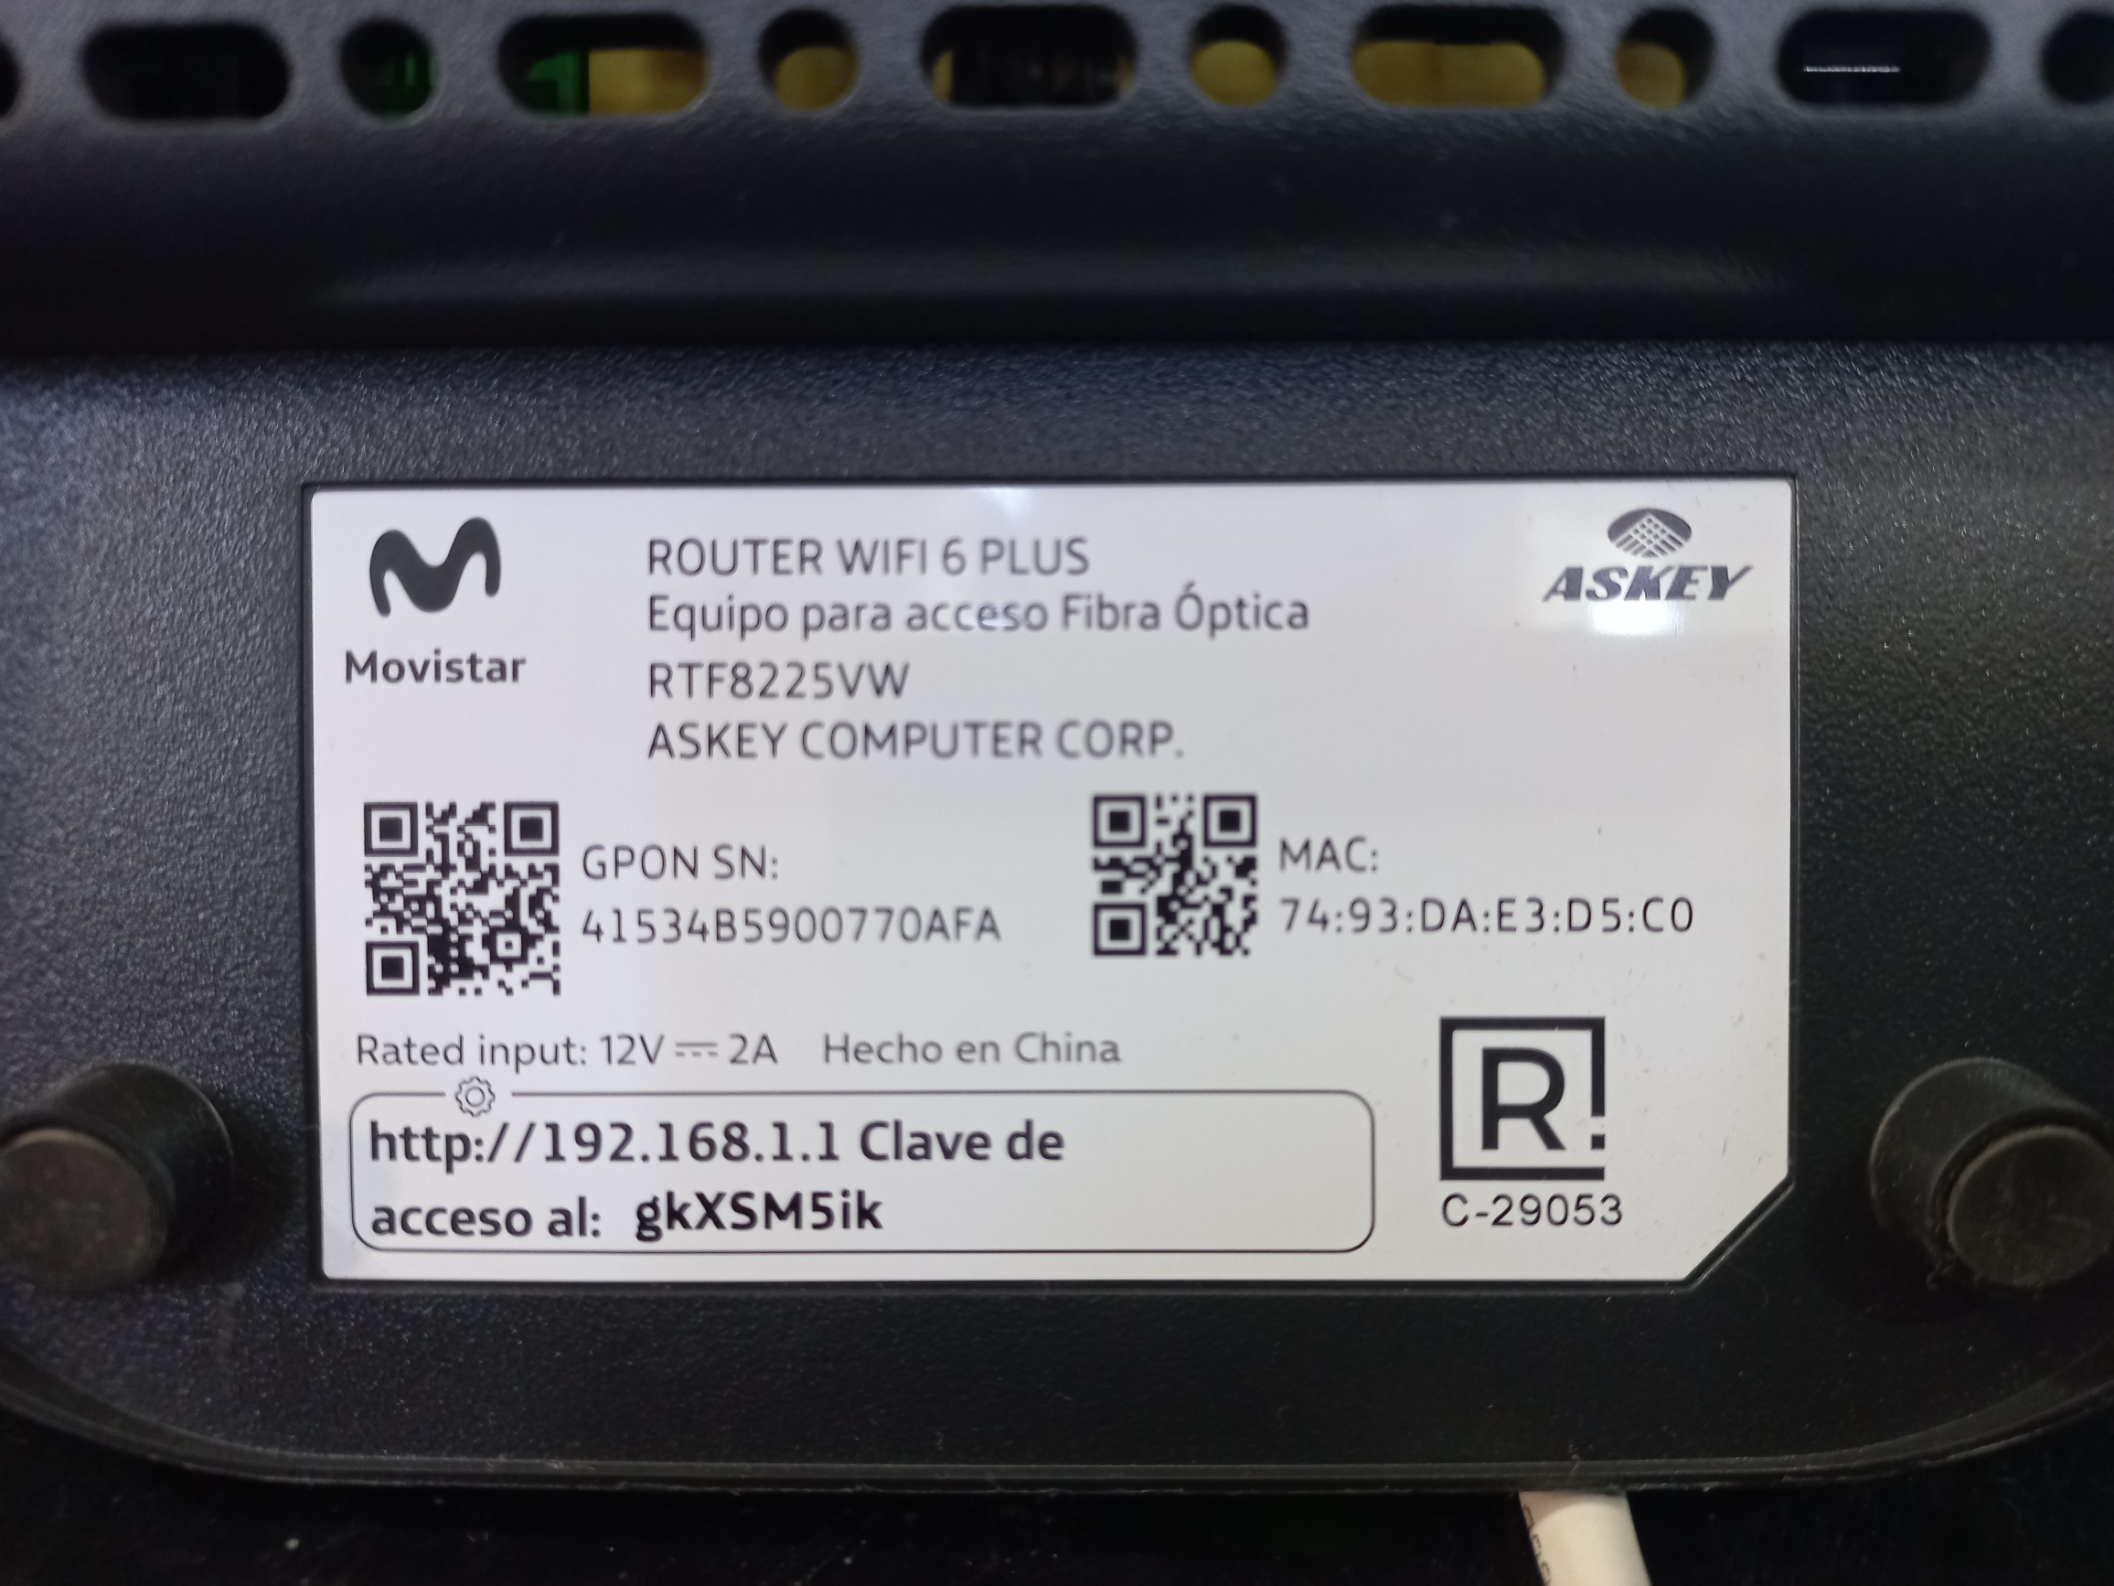 Movistar
ROUTER WIFI 6 PLUS
Equipo para acceso Fibra Óptica
RTF8225VW
ASKEY COMPUTER CORP.
ASKEY
GPON SN:
41534B5900770AFA
MAC:
74:93:DA:E3:D5:C0
Rated input: 12V ⎓ 2A Hecho en China
http://192.168.1.1 Clave de
acceso al: gkXSM5ik
R
C-29053